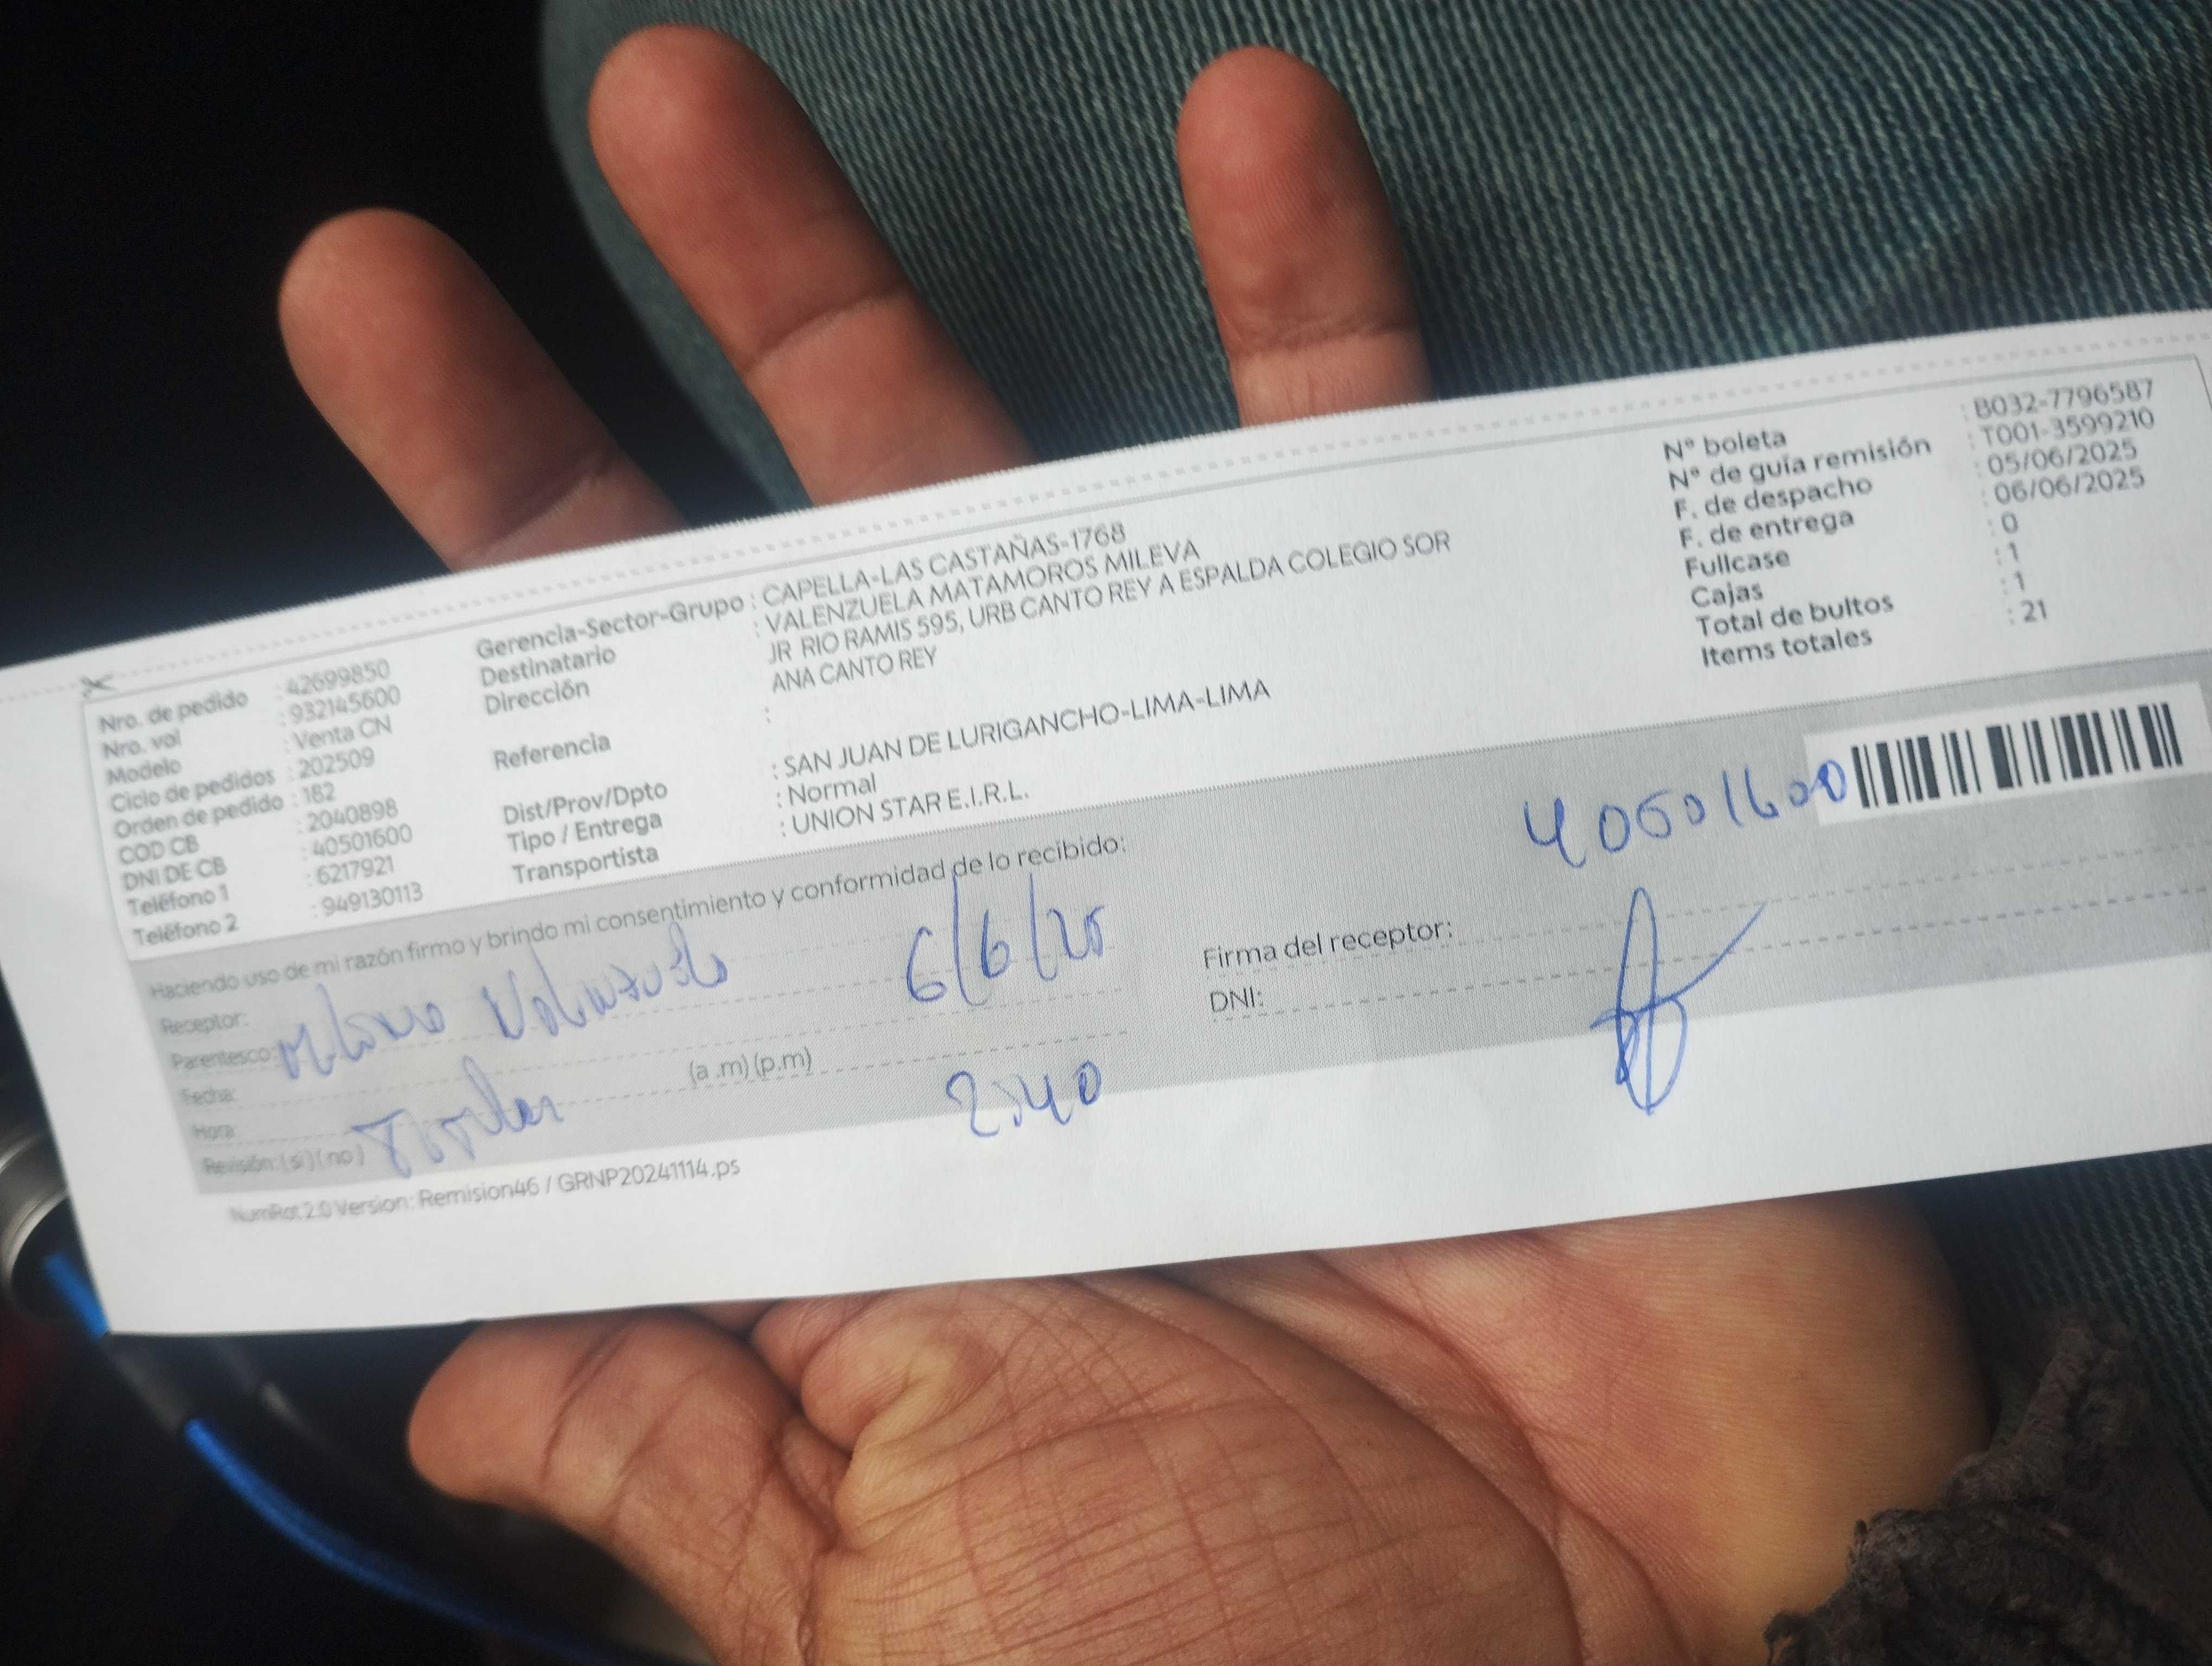 Nro. de pedido : 42699850
Nro. vol : 932145600
Modelo : Venta CN
Ciclo de pedidos : 202509
Orden de pedido : 182
COD CB : 2040898
DNI DE CB : 40501600
Teléfono 1 : 6217921
Teléfono 2 : 949130113
Gerencia-Sector-Grupo : CAPELLA-LAS CASTAÑAS-1768
Destinatario : VALENZUELA MATAMOROS MILEVA
Dirección : JR RIO RAMIS 595, URB CANTO REY A ESPALDA COLEGIO SOR
ANA CANTO REY
Referencia :
Dist/Prov/Dpto : SAN JUAN DE LURIGANCHO-LIMA-LIMA
Tipo / Entrega : Normal
Transportista : UNION STAR E.I.R.L.
N° boleta : B032-7796587
N° de guía remisión : T001-3599210
F. de despacho : 05/06/2025
F. de entrega : 06/06/2025
Fullcase : 0
Cajas : 1
Total de bultos : 1
Items totales : 21
Haciendo uso de mi razón firmo y brindo mi consentimiento y conformidad de lo recibido:
Receptor:
Parentesco:
Fecha: 6/6/25
Hora: (a .m) (p.m) 2:40
Revisión: (si) (no)
40501600
Firma del receptor:
DNI:
NumRot 2.0 Version: Remision46 / GRNP20241114.ps